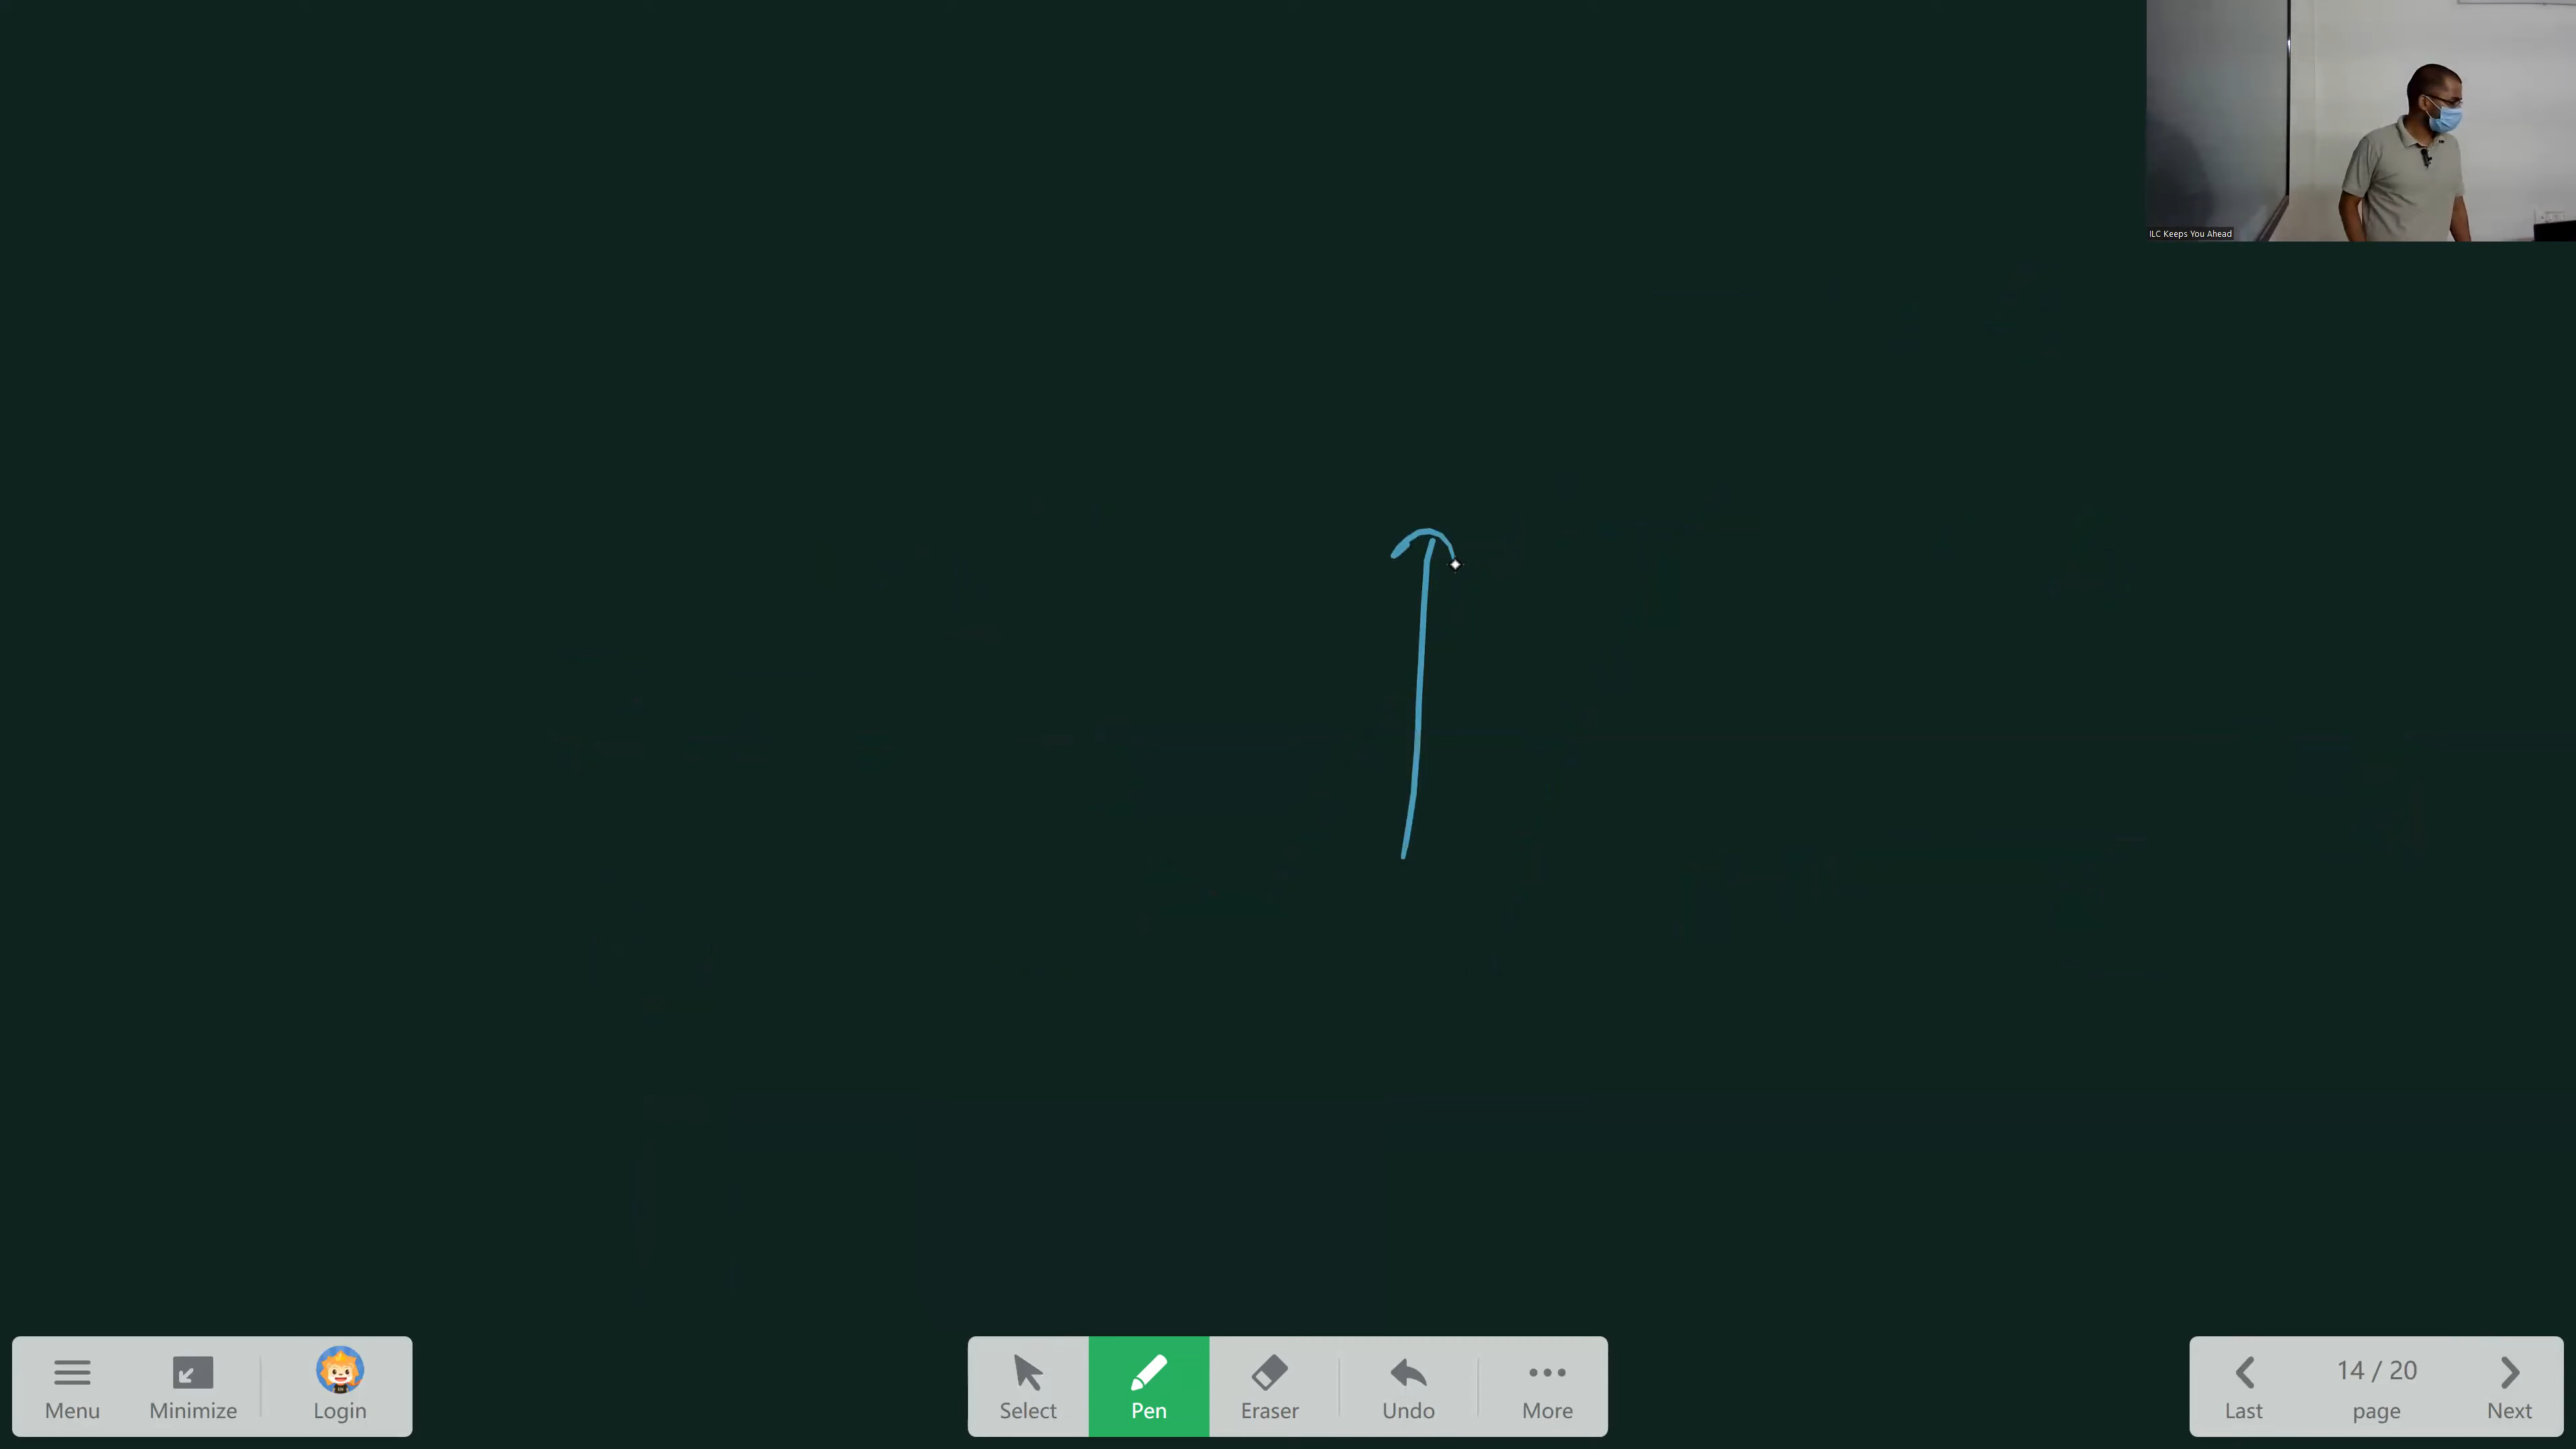 ILC Keeps You Ahead
Menu
Minimize
Login
Select
Pen
Eraser
Undo
More
Last
14 / 20
page
Next